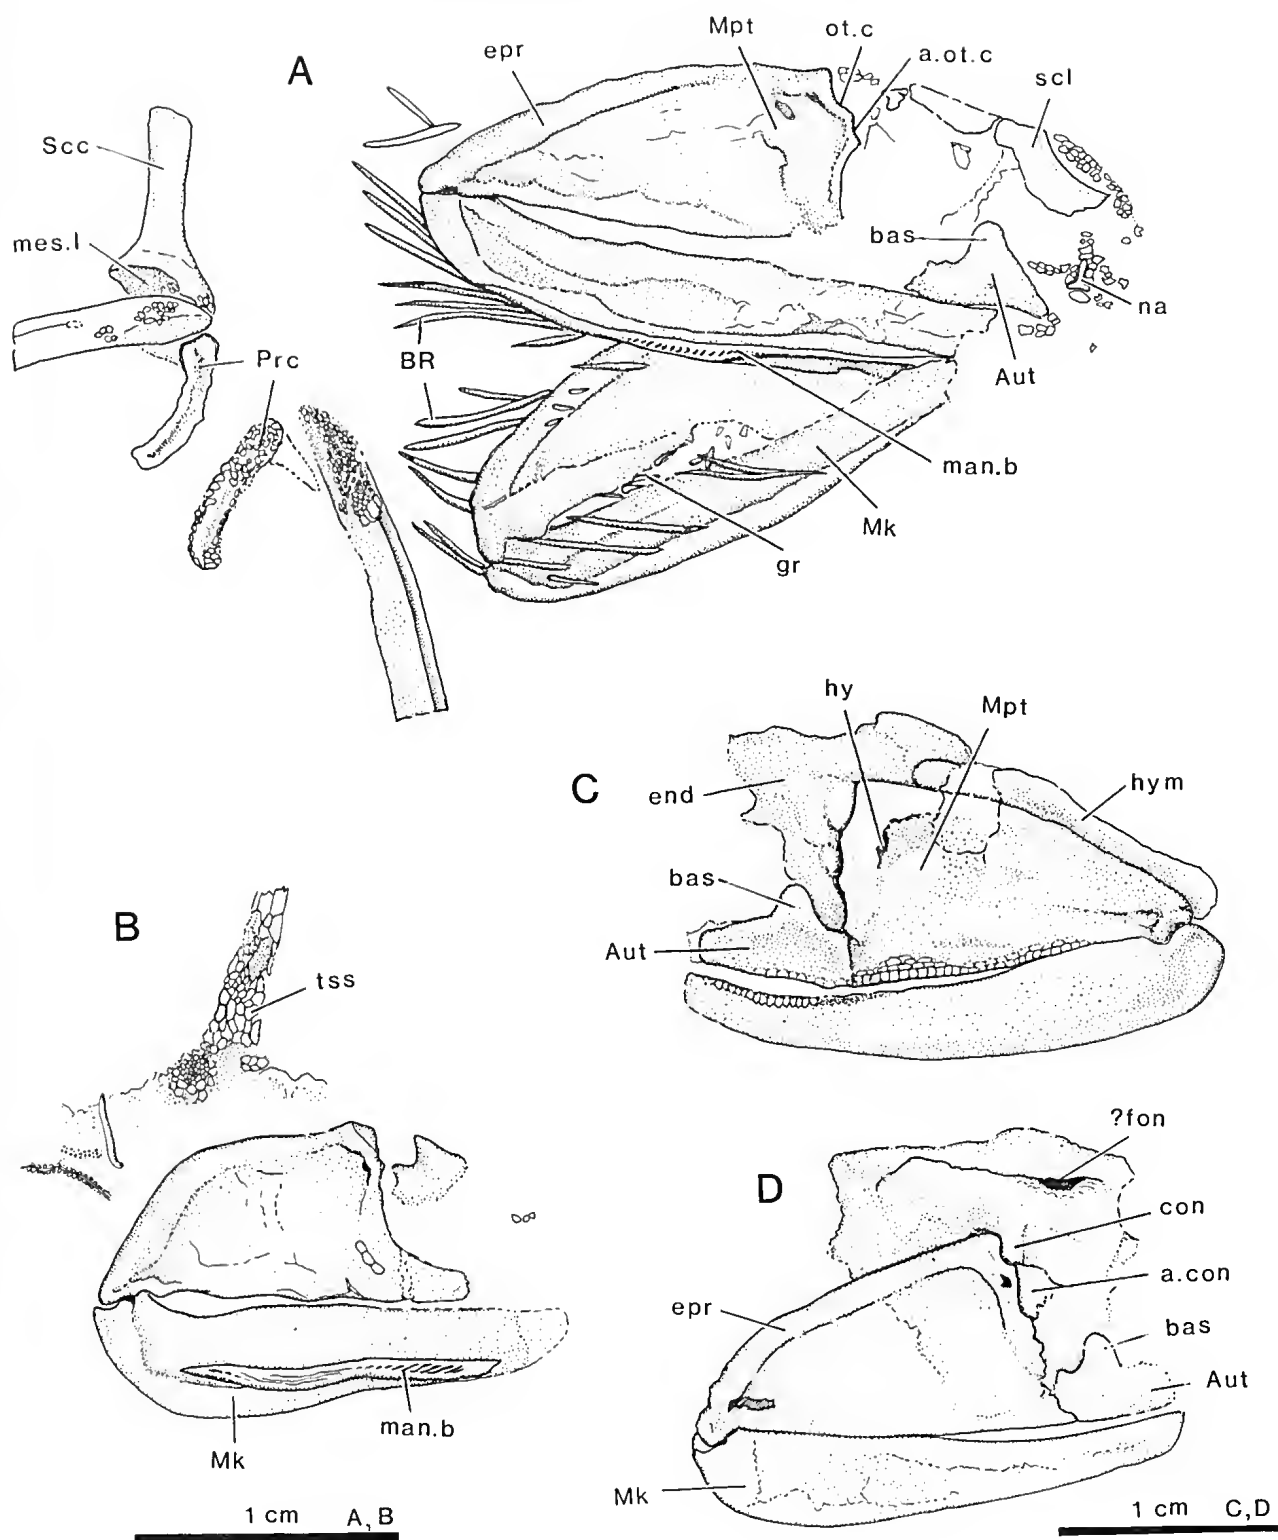 A
epr
Mpt
ot.c
a.ot.c
scl
Scc
mes.l
bas
na
Prc
BR
Aut
man.b
Mk
gr
C
hy
Mpt
end
hym
bas
Aut
B
tss
man.b
Mk
D
?fon
con
a.con
epr
bas
Aut
Mk
1 cm A,B
1 cm C,D